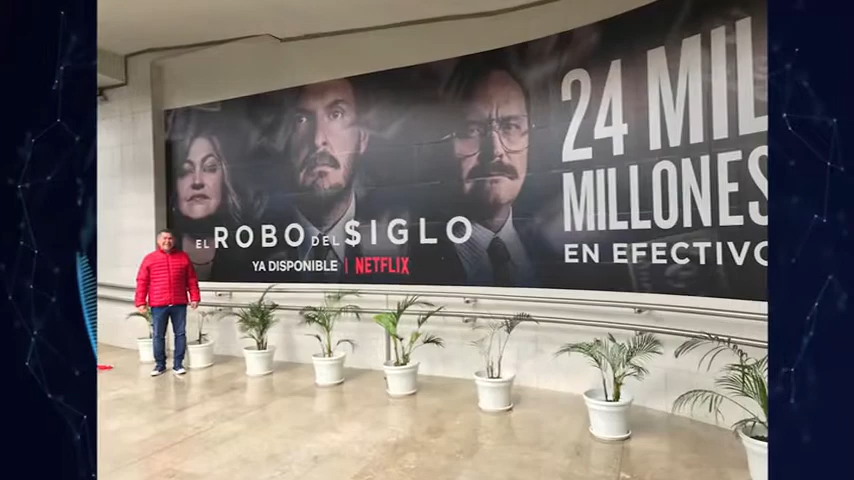 EL ROBO DEL $IGLO
YA DISPONIBLE | NETFLIX
24 MIL
MILLONES
EN EFECTIVO